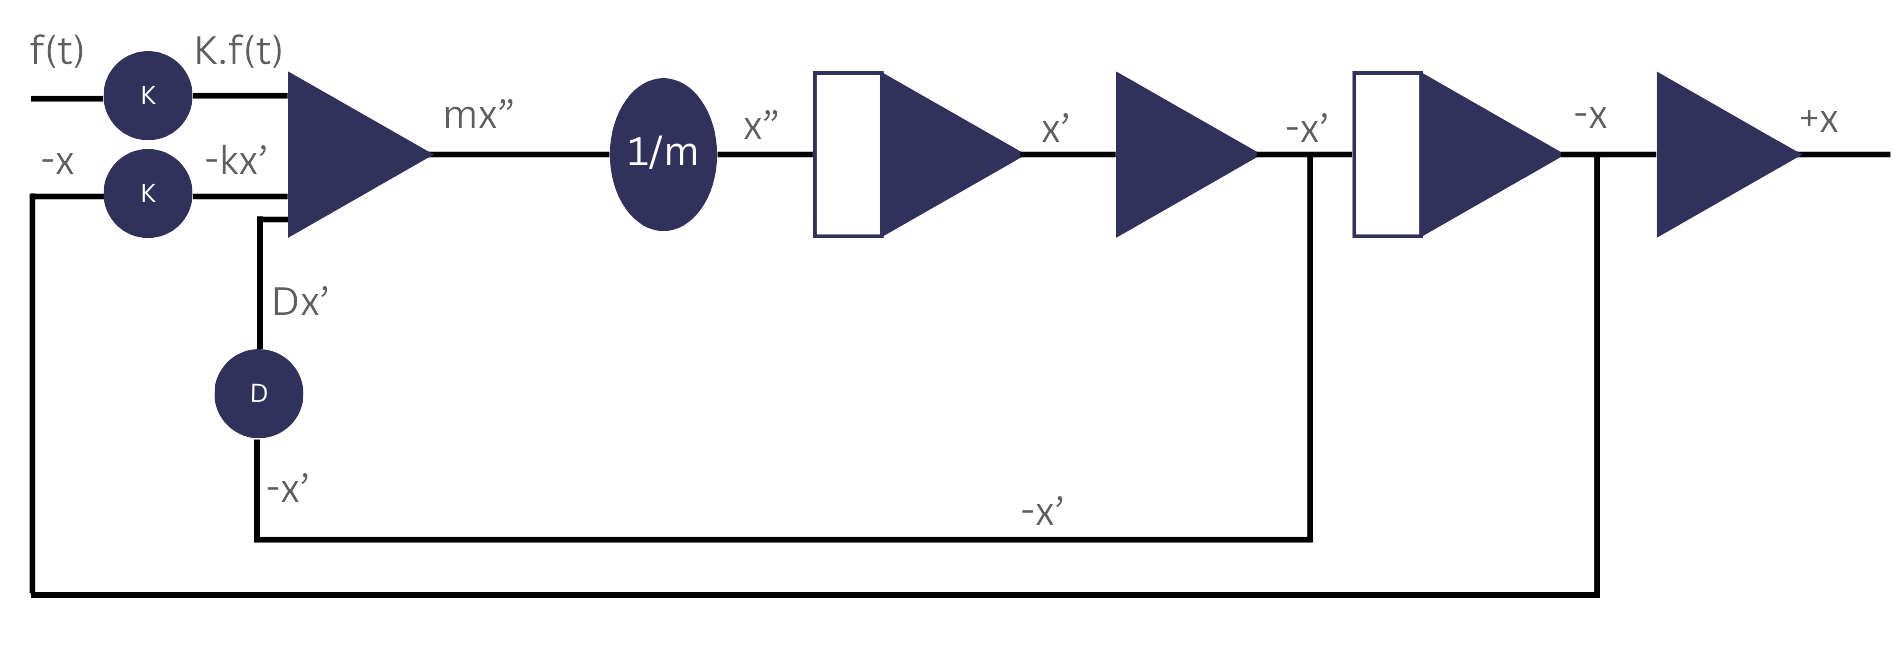 f(t)
K
K.f(t)
-x
K
-kx’
mx”
1/m
x”
x’
-x’
-x
+x
Dx’
D
-x’
-x’